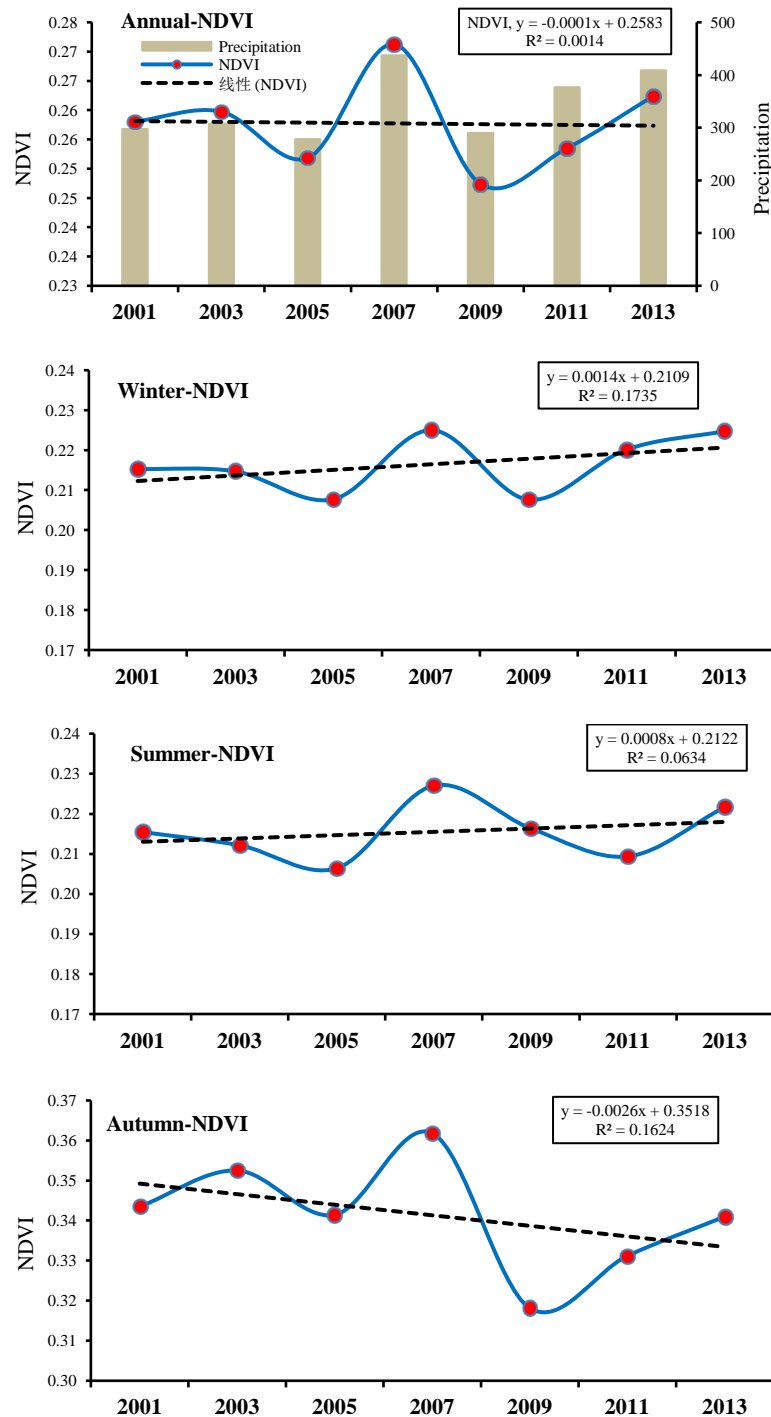 Annual-NDVI
NDVI, y = -0.0001x + 0.2583
R² = 0.0014
Precipitation
NDVI
线性 (NDVI)
0.28
0.27
0.27
0.26
0.26
0.25
0.25
0.24
0.24
0.23
NDVI
500
400
300
200
100
0
Precipitation
2001 2003 2005 2007 2009 2011 2013
Winter-NDVI
y = 0.0014x + 0.2109
R² = 0.1735
0.24
0.23
0.22
0.21
0.20
0.19
0.18
0.17
NDVI
2001 2003 2005 2007 2009 2011 2013
Summer-NDVI
y = 0.0008x + 0.2122
R² = 0.0634
0.24
0.23
0.22
0.21
0.20
0.19
0.18
0.17
NDVI
2001 2003 2005 2007 2009 2011 2013
Autumn-NDVI
y = -0.0026x + 0.3518
R² = 0.1624
0.37
0.36
0.35
0.34
0.33
0.32
0.31
0.30
NDVI
2001 2003 2005 2007 2009 2011 2013